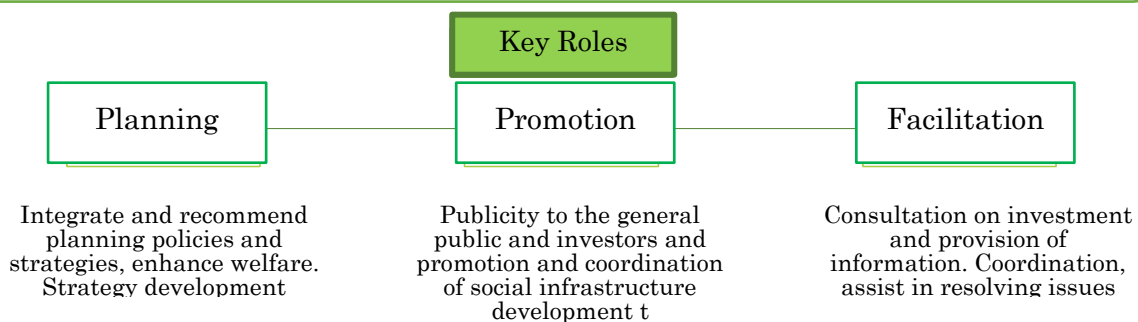 Key Roles
Planning
Promotion
Facilitation
Integrate and recommend
planning policies and
strategies, enhance welfare.
Strategy development
Publicity to the general
public and investors and
promotion and coordination
of social infrastructure
development t
Consultation on investment
and provision of
information. Coordination,
assist in resolving issues